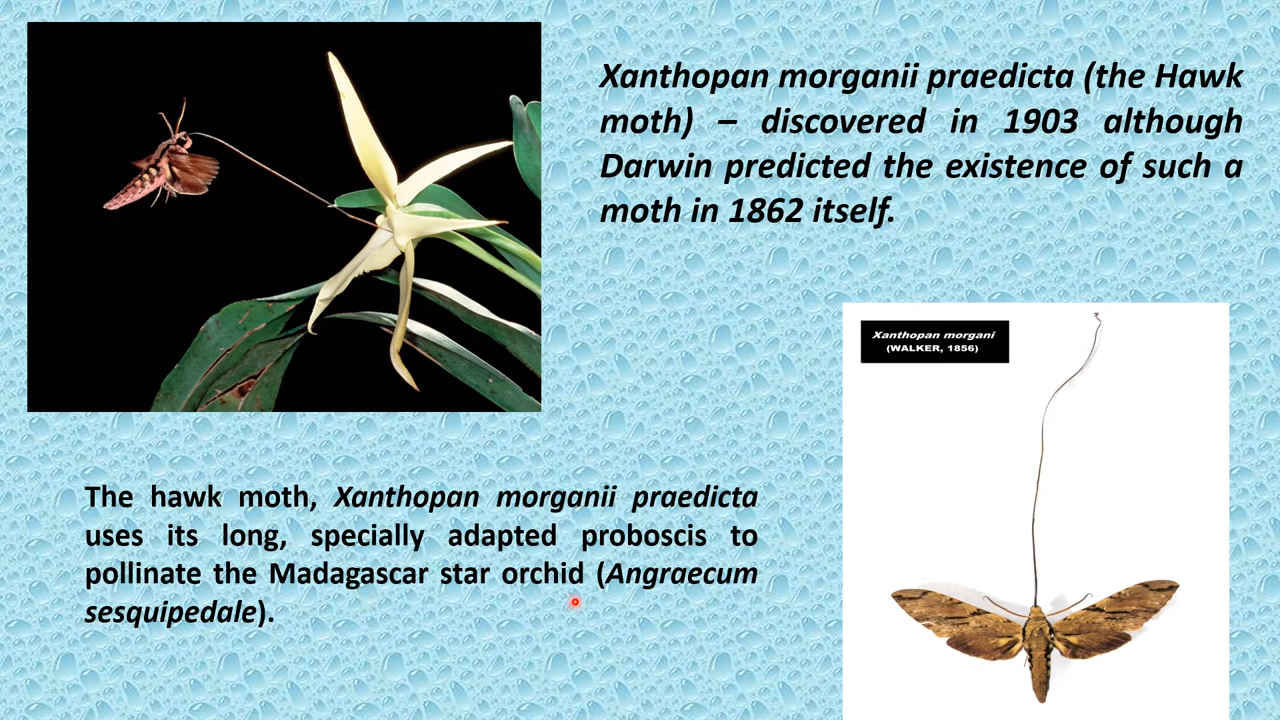 Xanthopan morganii praedicta (the Hawk
moth) – discovered in 1903 although
Darwin predicted the existence of such a
moth in 1862 itself.
Xanthopan morgani
(WALKER, 1856)
The hawk moth, Xanthopan morganii praedicta
uses its long, specially adapted proboscis to
pollinate the Madagascar star orchid (Angraecum
sesquipedale).